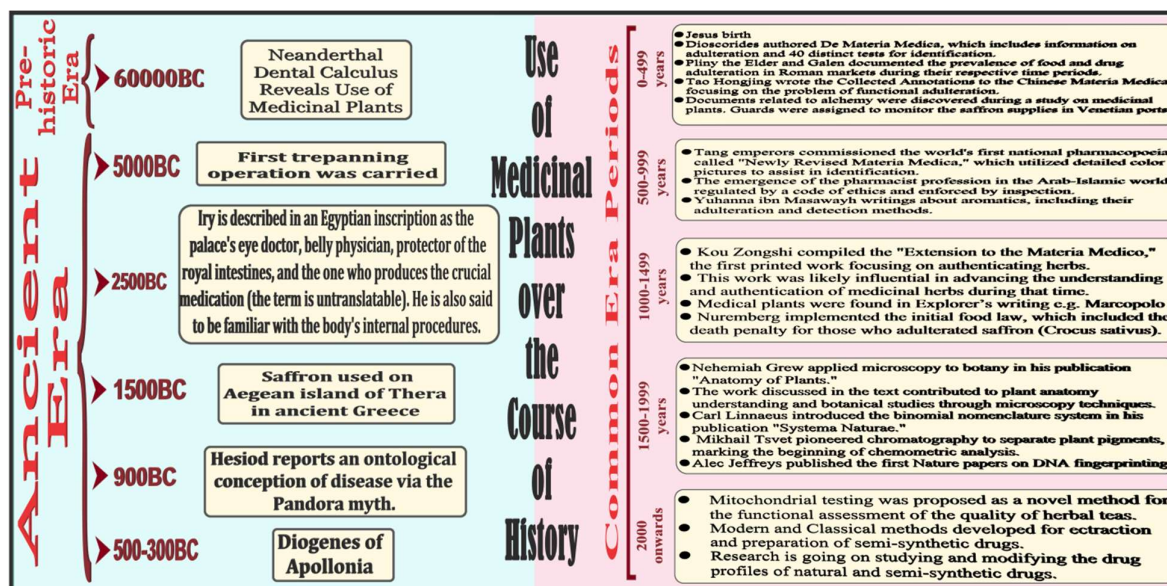 Pre-
historic
Era
60000BC
Neanderthal
Dental Calculus
Reveals Use of
Medicinal Plants
Ancient
Era
5000BC
First trepanning
operation was carried
2500BC
Iry is described in an Egyptian inscription as the
palace's eye doctor, belly physician, protector of the
royal intestines, and the one who produces the crucial
medication (the term is untranslatable). He is also said
to be familiar with the body's internal procedures.
1500BC
Saffron used on
Aegean island of Thera
in ancient Greece
900BC
Hesiod reports an ontological
conception of disease via the
Pandora myth.
500-300BC
Diogenes of
Apollonia
Use
of
Medicinal
Plants
over
the
Course
of
History
Common Era Periods
0-499
years
● Jesus birth
● Dioscorides authored De Materia Medica, which includes information on
adulteration and 40 distinct tests for identification.
● Pliny the Elder and Galen documented the prevalence of food and drug
adulteration in Roman markets during their respective time periods.
● Tao Hongjing wrote the Collected Annotations to the Chinese Materia Medica
focusing on the problem of functional adulteration.
● Documents related to alchemy were discovered during a study on medicinal
plants. Guards were assigned to monitor the saffron supplies in Venetian ports
500-999
years
● Tang emperors commissioned the world's first national pharmacopoeia
called "Newly Revised Materia Medica," which utilized detailed color
pictures to assist in identification.
● The emergence of the pharmacist profession in the Arab-Islamic world
regulated by a code of ethics and enforced by inspection.
● Yuhanna ibn Masawayh writings about aromatics, including their
adulteration and detection methods.
1000-1499
years
● Kou Zongshi compiled the "Extension to the Materia Medico,"
the first printed work focusing on authenticating herbs.
● This work was likely influential in advancing the understanding
and authentication of medicinal herbs during that time.
● Medical plants were found in Explorer's writing e.g. Marcopolo
● Nuremberg implemented the initial food law, which included the
death penalty for those who adulterated saffron (Crocus sativus).
1500-1999
years
● Nehemiah Grew applied microscopy to botany in his publication
"Anatomy of Plants."
● The work discussed in the text contributed to plant anatomy
understanding and botanical studies through microscopy techniques.
● Carl Linnaeus introduced the binomial nomenclature system in his
publication "Systema Naturae."
● Mikhail Tsvet pioneered chromatography to separate plant pigments,
marking the beginning of chemometric analysis.
● Alec Jeffreys published the first Nature papers on DNA fingerprinting
2000
onwards
● Mitochondrial testing was proposed as a novel method for
the functional assessment of the quality of herbal teas.
● Modern and Classical methods developed for ectraction
and preparation of semi-synthetic drugs.
● Research is going on studying and modifying the drug
profiles of natural and semi-synthetic drugs.